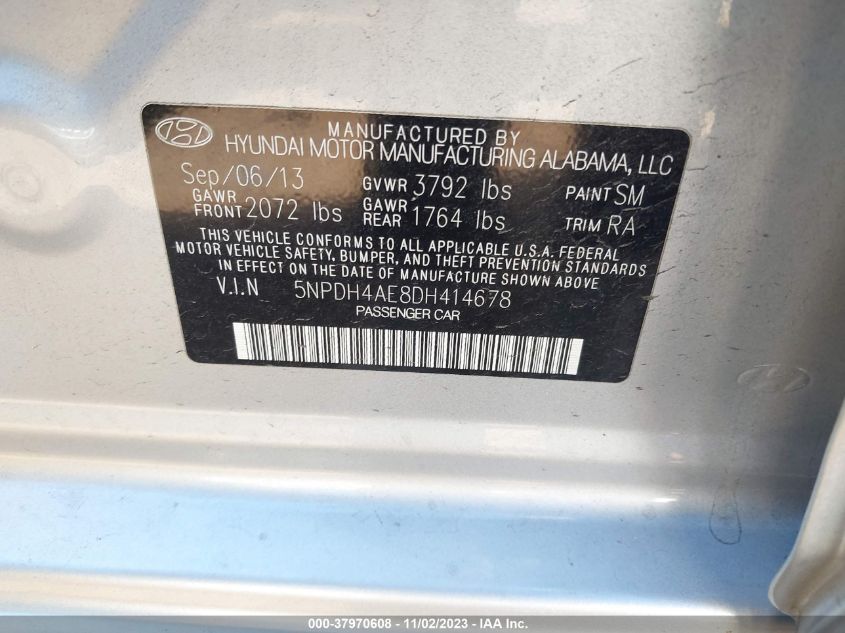 MANUFACTURED BY
HYUNDAI MOTOR MANUFACTURING ALABAMA, LLC
Sep/06/13 GVWR 3792 lbs PAINT SM
GAWR FRONT 2072 lbs GAWR REAR 1764 lbs TRIM RA
THIS VEHICLE CONFORMS TO ALL APPLICABLE U.S.A. FEDERAL
MOTOR VEHICLE SAFETY, BUMPER, AND THEFT PREVENTION STANDARDS
IN EFFECT ON THE DATE OF MANUFACTURE SHOWN ABOVE
V.I.N 5NPDH4AE8DH414678
PASSENGER CAR
000-37970608 - 11/02/2023 - IAA Inc.